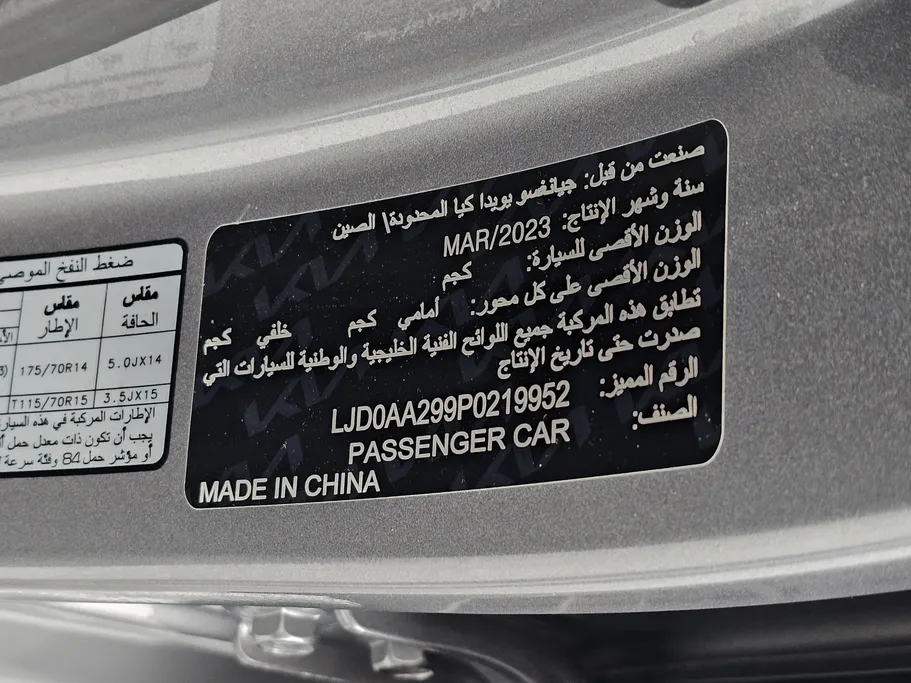 صنعت من قبل: جيانغسو يويدا كيا المحدودة\ الصين
سنة وشهر الإنتاج: MAR/2023
الوزن الأقصى للسيارة: كجم
الوزن الأقصى على كل محور: أمامي كجم خلفي كجم
تطابق هذه المركبة جميع اللوائح الفنية الخليجية والوطنية للسيارات التي
صدرت حتى تاريخ الإنتاج
الرقم المميز: LJD0AA299P0219952
الصنف: PASSENGER CAR
MADE IN CHINA
ضغط النفخ الموصى
مقاس الحافة
مقاس الإطار
5.0JX14 175/70R14
3.5JX15 T115/70R15
الإطارات المركبة في هذه السيارة
يجب أن تكون ذات معدل حمل
أو مؤشر حمل 84 وفئة سرعة